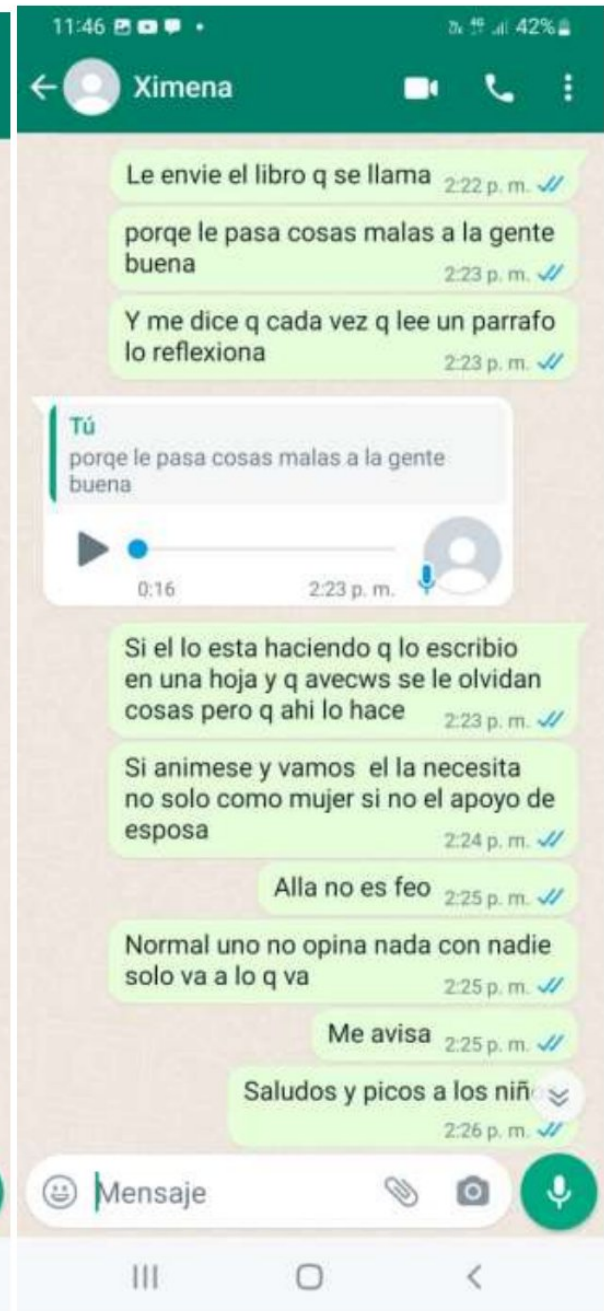 11:46
42%
Ximena
Le envie el libro q se llama 2:22 p. m.
porqe le pasa cosas malas a la gente
buena
2:23 p. m.
Y me dice q cada vez q lee un parrafo
lo reflexiona
2:23 p. m.
Tú
porqe le pasa cosas malas a la gente
buena
0:16 2:23 p. m.
Si el lo esta haciendo q lo escribio
en una hoja y q avecws se le olvidan
cosas pero q ahi lo hace 2:23 p. m.
Si animese y vamos el la necesita
no solo como mujer si no el apoyo de
esposa
2:24 p. m.
Alla no es feo 2:25 p. m.
Normal uno no opina nada con nadie
solo va a lo q va
2:25 p. m.
Me avisa 2:25 p. m.
Saludos y picos a los
2:26 p. m.
Mensaje